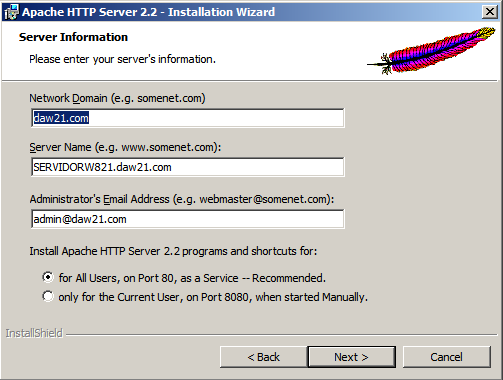 Apache HTTP Server 2.2 - Installation Wizard
Server Information
Please enter your server's information.
Network Domain (e.g. somenet.com)
daw21.com
Server Name (e.g. www.somenet.com):
SERVIDORW821.daw21.com
Administrator's Email Address (e.g. webmaster@somenet.com):
admin@daw21.com
Install Apache HTTP Server 2.2 programs and shortcuts for:
for All Users, on Port 80, as a Service -- Recommended.
only for the Current User, on Port 8080, when started Manually.
InstallShield
< Back Next > Cancel